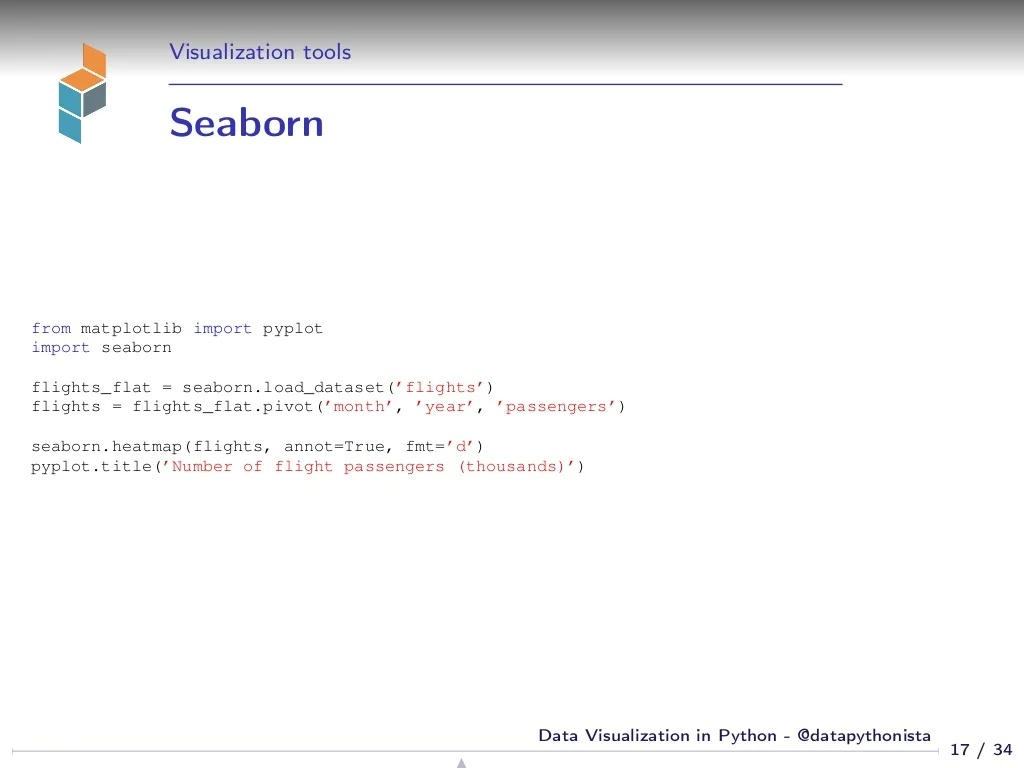 Visualization tools
Seaborn
from matplotlib import pyplot
import seaborn
flights_flat = seaborn.load_dataset(’flights’)
flights = flights_flat.pivot(’month’, ’year’, ’passengers’)
seaborn.heatmap(flights, annot=True, fmt=’d’)
pyplot.title(’Number of flight passengers (thousands)’)
Data Visualization in Python - @datapythonista
17 / 34